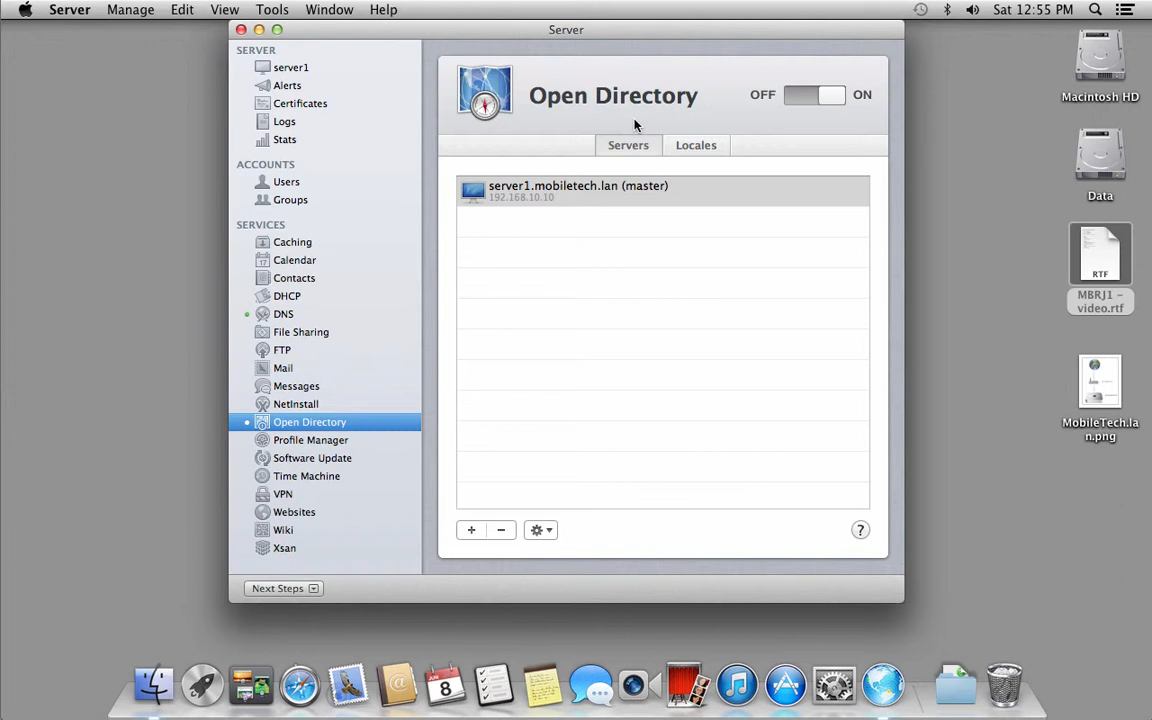 Server Manage Edit View Tools Window Help Sat 12:55 PM
Server
SERVER
server1
Alerts
Certificates
Logs
Stats
ACCOUNTS
Users
Groups
SERVICES
Caching
Calendar
Contacts
DHCP
DNS
File Sharing
FTP
Mail
Messages
NetInstall
Open Directory
Profile Manager
Software Update
Time Machine
VPN
Websites
Wiki
Xsan
Next Steps
Open Directory
OFF ON
Servers Locales
server1.mobiletech.lan (master)
192.168.10.10
+ − ?
Macintosh HD
Data
RTF
MBRJ1 –
video.rtf
MobileTech.la
n.png
8